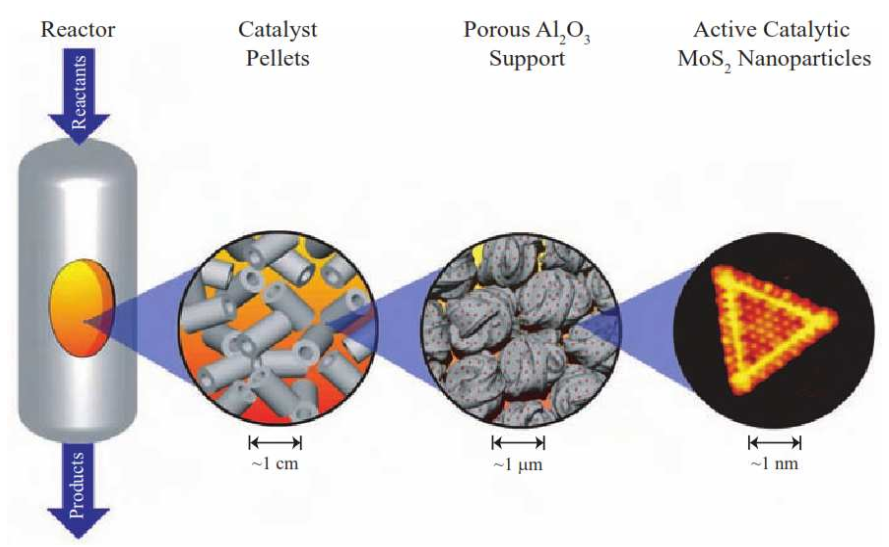 Reactor
Reactants
Products
Catalyst
Pellets
~1 cm
Porous Al₂O₃
Support
~1 μm
Active Catalytic
MoS₂ Nanoparticles
~1 nm